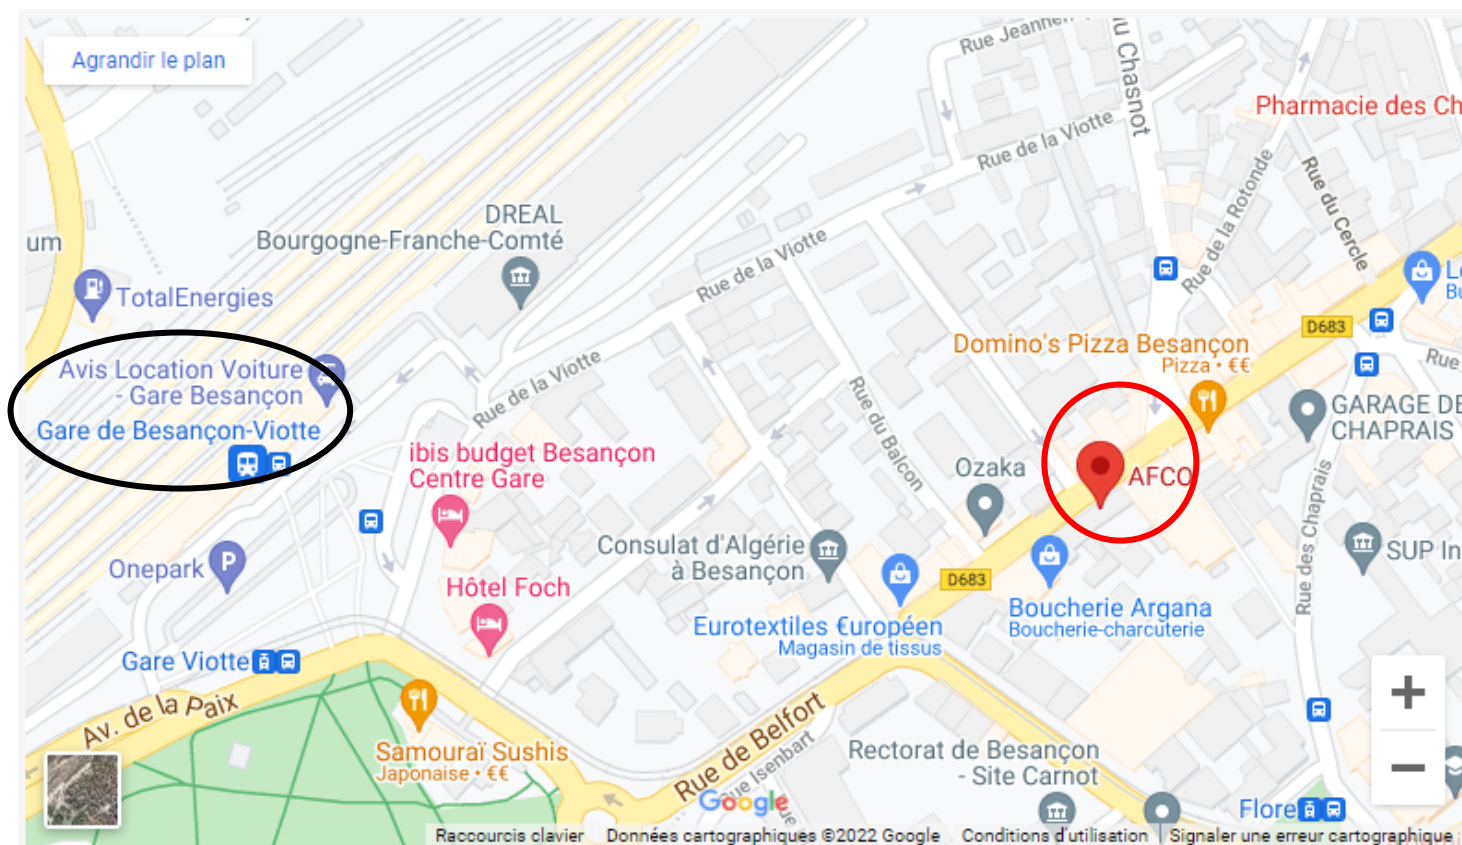 Agrandir le plan
Rue Jeanne
u Chasnot
Pharmacie des Ch
Rue de la Viotte
Rue de la Rotonde
Rue du Cercle
um
DREAL
Bourgogne-Franche-Comté
Rue de la Viotte
TotalEnergies
L
Bu
D683
Domino's Pizza Besançon
Pizza • €€
Rue
Avis Location Voiture
- Gare Besançon
Gare de Besançon-Viotte
Rue de la Viotte
Rue du Balcon
GARAGE DE
CHAPRAIS
ibis budget Besançon
Centre Gare
Ozaka
AFCO
Rue des Chaprais
Onepark
P
Consulat d'Algérie
à Besançon
SUP In
D683
Hôtel Foch
Boucherie Argana
Boucherie-charcuterie
Eurotextiles €uropéen
Magasin de tissus
Gare Viotte
Av. de la Paix
Rue de Belfort
Rue Isenbart
Samouraï Sushis
Japonaise • €€
Rectorat de Besançon
- Site Carnot
Google
Flore
Raccourcis clavier
Données cartographiques ©2022 Google
Conditions d'utilisation
Signaler une erreur cartographique